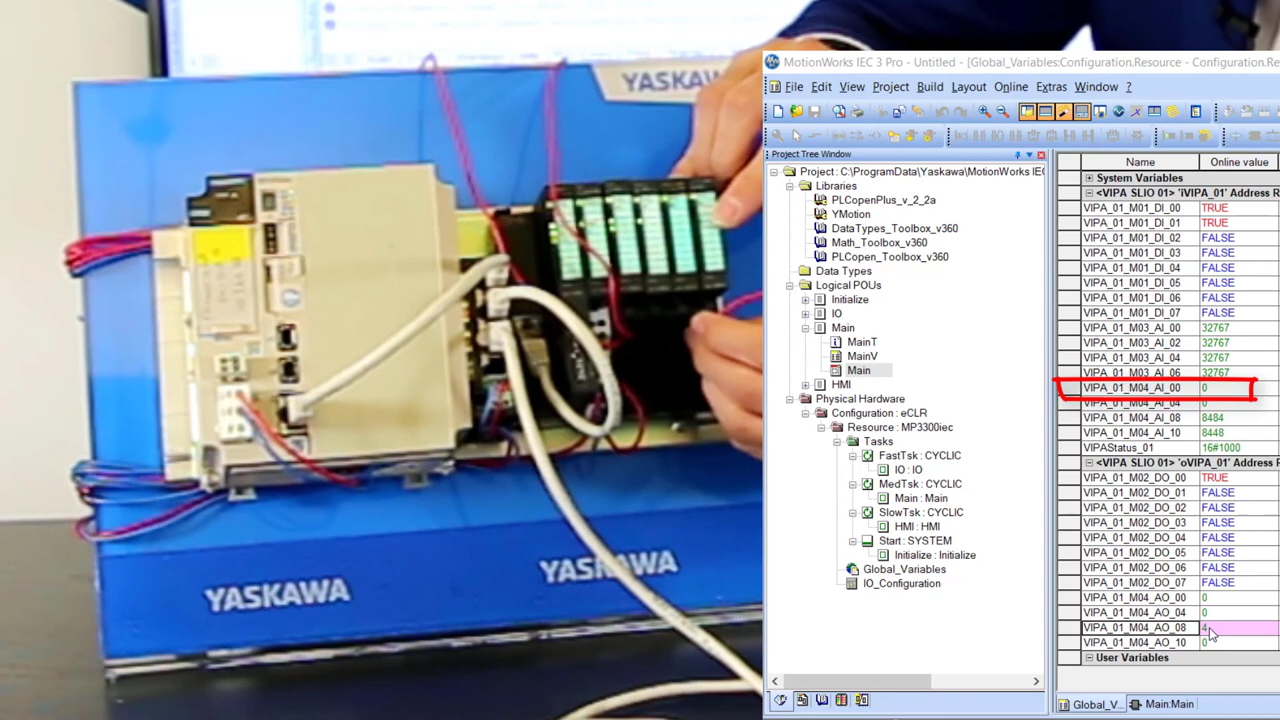 YASKAWA
YASKAWA
YASKAWA
MotionWorks IEC 3 Pro - Untitled - [Global_Variables:Configuration.Resource - Configuration.Re
File Edit View Project Build Layout Online Extras Window ?
Project Tree Window
Project : C:\ProgramData\Yaskawa\MotionWorks IEC
Libraries
PLCopenPlus_v_2_2a
YMotion
DataTypes_Toolbox_v360
Math_Toolbox_v360
PLCopen_Toolbox_v360
Data Types
Logical POUs
Initialize
IO
Main
MainT
MainV
Main
HMI
Physical Hardware
Configuration : eCLR
Resource : MP3300iec
Tasks
FastTsk : CYCLIC
IO : IO
MedTsk : CYCLIC
Main : Main
SlowTsk : CYCLIC
HMI : HMI
Start : SYSTEM
Initialize : Initialize
Global_Variables
IO_Configuration
Name Online value
System Variables
<VIPA SLIO 01> 'iVIPA_01' Address R
VIPA_01_M01_DI_00 TRUE
VIPA_01_M01_DI_01 TRUE
VIPA_01_M01_DI_02 FALSE
VIPA_01_M01_DI_03 FALSE
VIPA_01_M01_DI_04 FALSE
VIPA_01_M01_DI_05 FALSE
VIPA_01_M01_DI_06 FALSE
VIPA_01_M01_DI_07 FALSE
VIPA_01_M03_AI_00 32767
VIPA_01_M03_AI_02 32767
VIPA_01_M03_AI_04 32767
VIPA_01_M03_AI_06 32767
VIPA_01_M04_AI_00 0
VIPA_01_M04_AI_04 0
VIPA_01_M04_AI_08 8484
VIPA_01_M04_AI_10 8448
VIPAStatus_01 16#1000
<VIPA SLIO 01> 'oVIPA_01' Address R
VIPA_01_M02_DO_00 TRUE
VIPA_01_M02_DO_01 FALSE
VIPA_01_M02_DO_02 FALSE
VIPA_01_M02_DO_03 FALSE
VIPA_01_M02_DO_04 FALSE
VIPA_01_M02_DO_05 FALSE
VIPA_01_M02_DO_06 FALSE
VIPA_01_M02_DO_07 FALSE
VIPA_01_M04_AO_00 0
VIPA_01_M04_AO_04 0
VIPA_01_M04_AO_08 4
VIPA_01_M04_AO_10 0
User Variables
Global_V... Main:Main